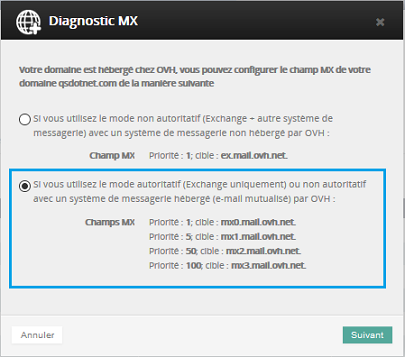 Diagnostic MX
Votre domaine est hébergé chez OVH, vous pouvez configurer le champ MX de votre
domaine qsdotnet.com de la manière suivante
Si vous utilisez le mode non autoritatif (Exchange + autre système de
messagerie) avec un système de messagerie non hébergé par OVH :
Champ MX Priorité : 1; cible : ex.mail.ovh.net.
Si vous utilisez le mode autoritatif (Exchange uniquement) ou non autoritatif
avec un système de messagerie hébergé (e-mail mutualisé) par OVH :
Champs MX Priorité : 1; cible : mx0.mail.ovh.net.
Priorité : 5; cible : mx1.mail.ovh.net.
Priorité : 50; cible : mx2.mail.ovh.net.
Priorité : 100; cible : mx3.mail.ovh.net.
Annuler Suivant